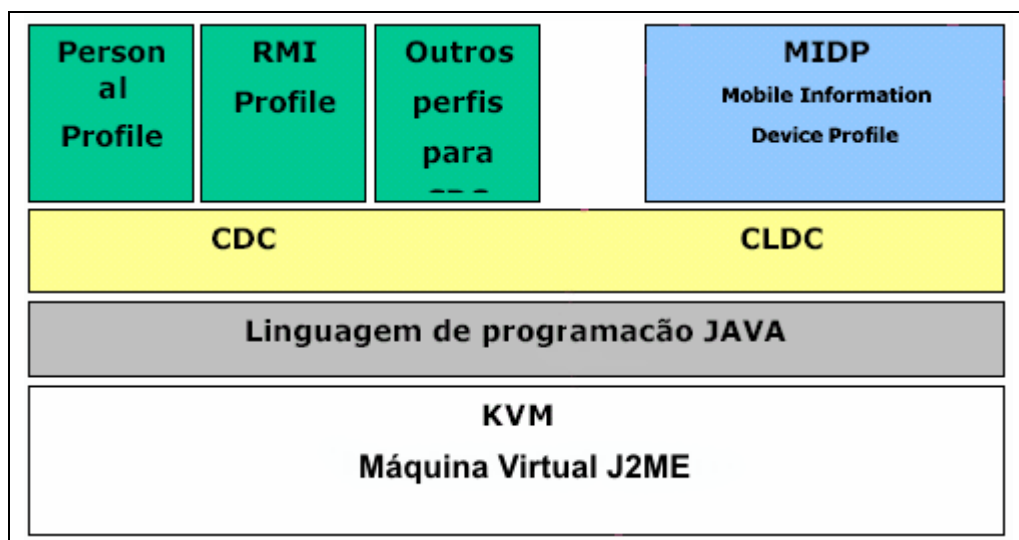 Person
al
Profile
RMI
Profile
Outros
perfis
para
MIDP
Mobile Information
Device Profile
CDC
CLDC
Linguagem de programacão JAVA
KVM
Máquina Virtual J2ME